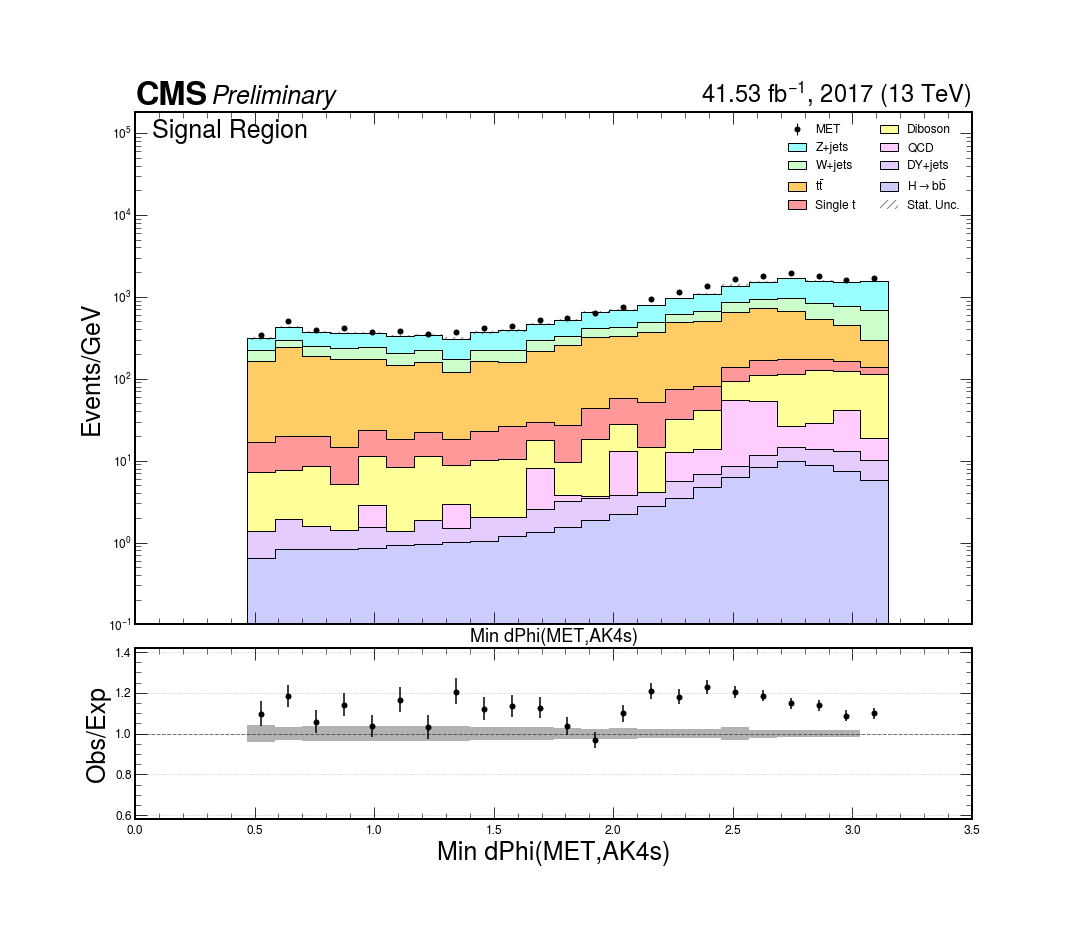 CMS Preliminary 41.53 fb⁻¹, 2017 (13 TeV)
Signal Region
MET
Z+jets
W+jets
tt̄
Single t
Diboson
QCD
DY+jets
H→bb̄
Stat. Unc.
Events/GeV
10⁵
10⁴
10³
10²
10¹
10⁰
10⁻¹
Min dPhi(MET,AK4s)
Obs/Exp
1.4
1.2
1.0
0.8
0.6
0.0 0.5 1.0 1.5 2.0 2.5 3.0 3.5
Min dPhi(MET,AK4s)